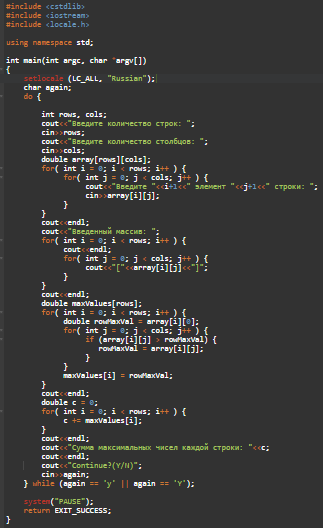 #include <cstdlib>
#include <iostream>
#include <locale.h>
using namespace std;
int main(int argc, char *argv[])
{
setlocale (LC_ALL, "Russian");
char again;
do {
int rows, cols;
cout<<"Введите количество строк: ";
cin>>rows;
cout<<"Введите количество столбцов: ";
cin>>cols;
double array[rows][cols];
for( int i = 0; i < rows; i++ ) {
for( int j = 0; j < cols; j++ ) {
cout<<"Введите "<<i+1<<" элемент "<<j+1<<" строки: ";
cin>>array[i][j];
}
}
cout<<endl;
cout<<"Введенный массив: ";
for( int i = 0; i < rows; i++ ) {
cout<<endl;
for( int j = 0; j < cols; j++ ) {
cout<<"["<<array[i][j]<<"]";
}
}
cout<<endl;
double maxValues[rows];
for( int i = 0; i < rows; i++ ) {
double rowMaxVal = array[i][0];
for( int j = 0; j < cols; j++ ) {
if (array[i][j] > rowMaxVal) {
rowMaxVal = array[i][j];
}
}
maxValues[i] = rowMaxVal;
}
cout<<endl;
double c = 0;
for( int i = 0; i < rows; i++ ) {
c += maxValues[i];
}
cout<<endl;
cout<<"Сумма максимальных чисел каждой строки: "<<c;
cout<<endl;
cout<<"Continue?(Y/N)";
cin>>again;
} while (again == 'y' || again == 'Y');
system("PAUSE");
return EXIT_SUCCESS;
}